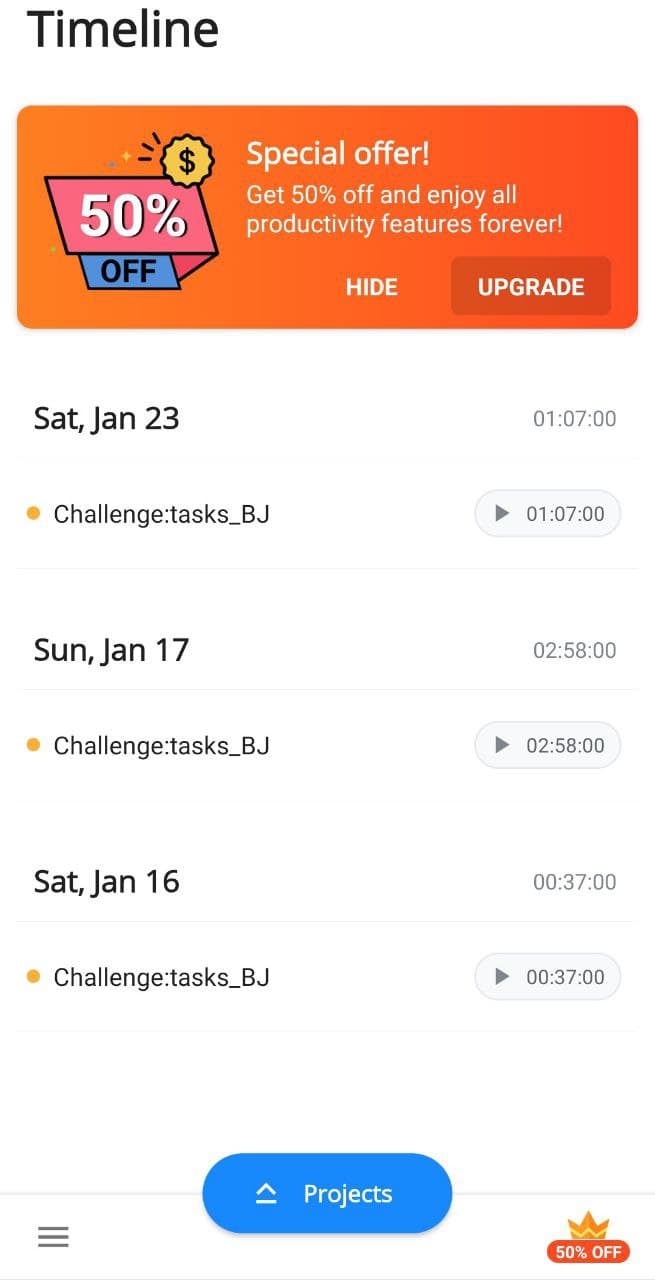 Timeline
50%
OFF
$
Special offer!
Get 50% off and enjoy all
productivity features forever!
HIDE
UPGRADE
Sat, Jan 23
01:07:00
Challenge:tasks_BJ
01:07:00
Sun, Jan 17
02:58:00
Challenge:tasks_BJ
02:58:00
Sat, Jan 16
00:37:00
Challenge:tasks_BJ
00:37:00
Projects
50% OFF